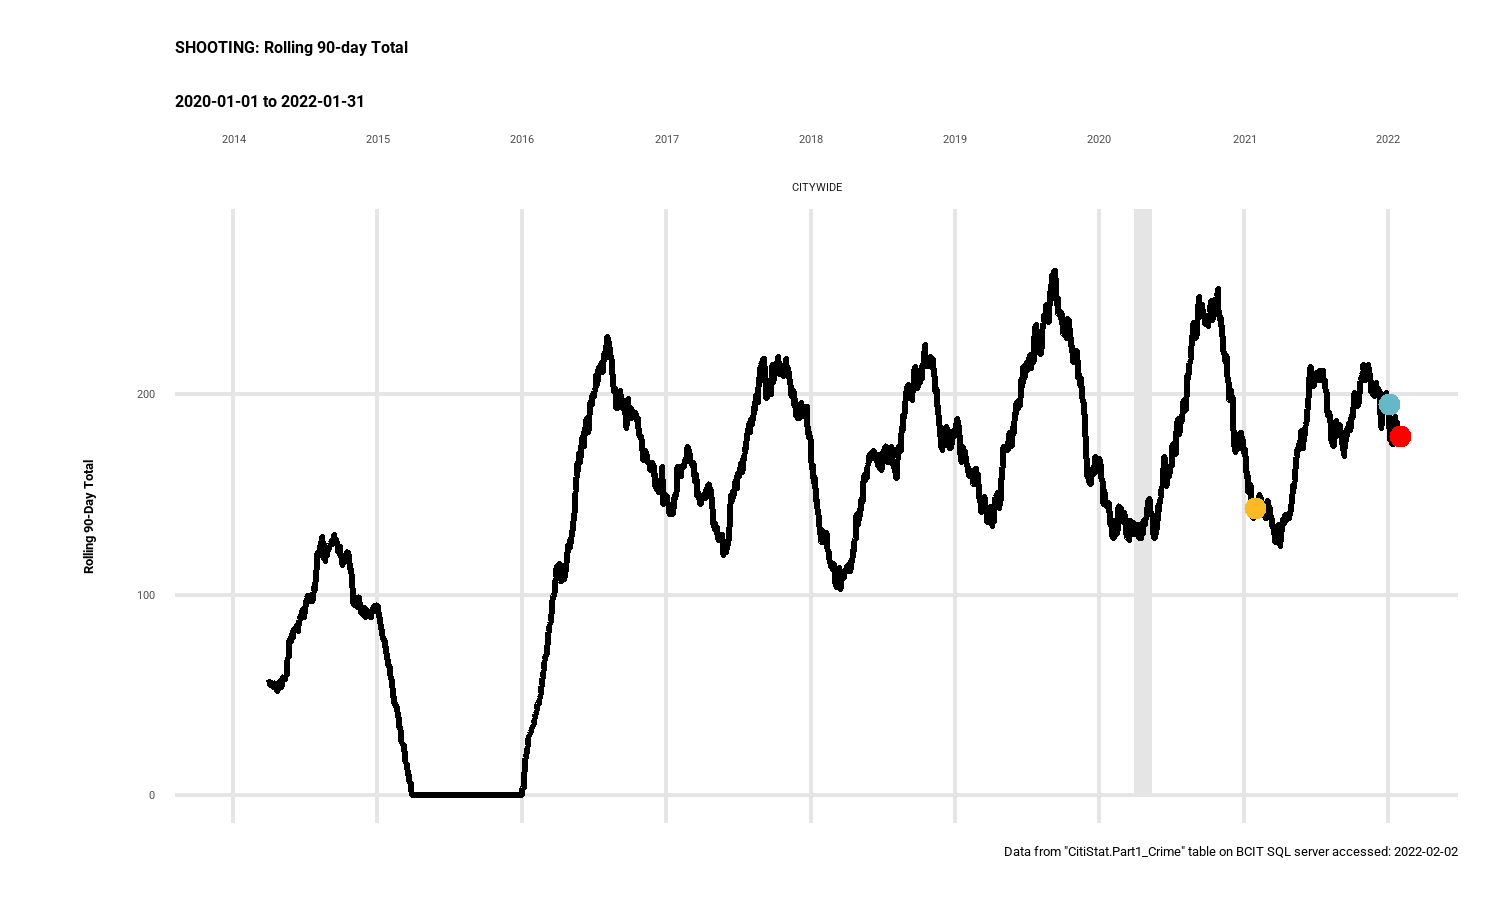 SHOOTING: Rolling 90-day Total
2020-01-01 to 2022-01-31
2014 2015 2016 2017 2018 2019 2020 2021 2022
CITYWIDE
200
100
0
Rolling 90-Day Total
Data from "CitiStat.Part1_Crime" table on BCIT SQL server accessed: 2022-02-02